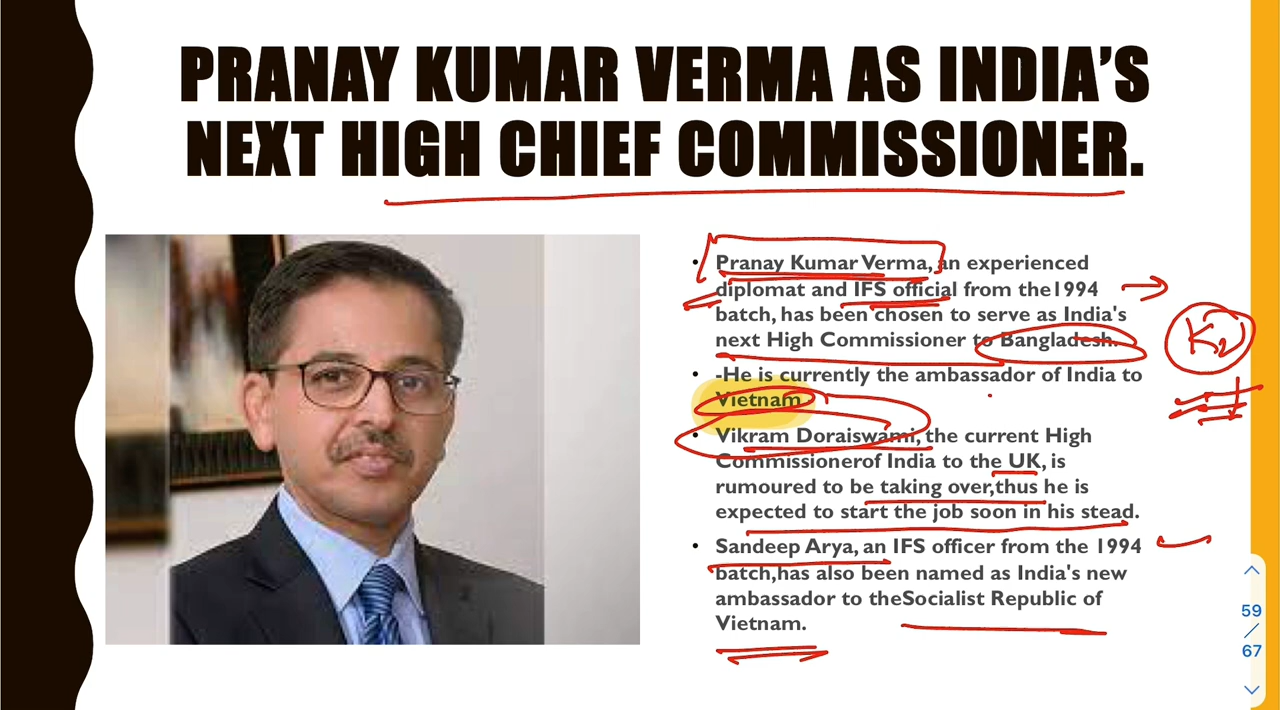 PRANAY KUMAR VERMA AS INDIA'S
NEXT HIGH CHIEF COMMISSIONER.
• Pranay Kumar Verma, an experienced
diplomat and IFS official from the1994
batch, has been chosen to serve as India's
next High Commissioner to Bangladesh.
• -He is currently the ambassador of India to
Vietnam
• Vikram Doraiswami, the current High
Commissionerof India to the UK, is
rumoured to be taking over,thus he is
expected to start the job soon in his stead.
• Sandeep Arya, an IFS officer from the 1994
batch,has also been named as India's new
ambassador to theSocialist Republic of
Vietnam.
59
/
67